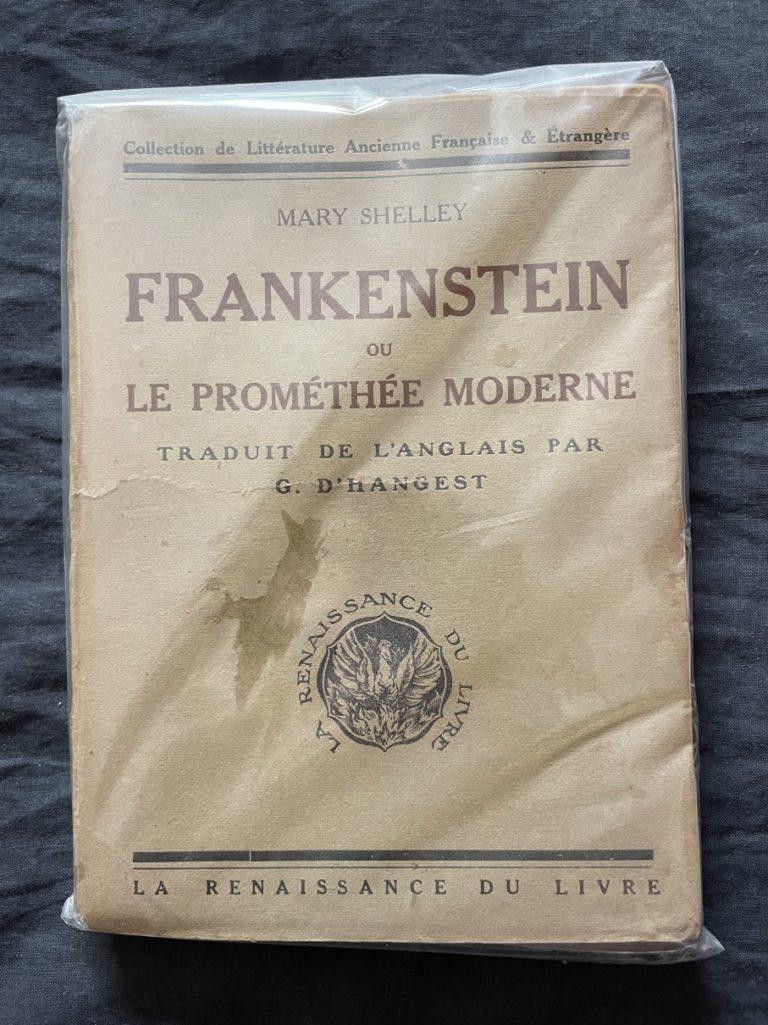 Collection de Littérature Ancienne Française & Étrangère
MARY SHELLEY
FRANKENSTEIN
OU
LE PROMÉTHÉE MODERNE
TRADUIT DE L'ANGLAIS PAR
G. D'HANGEST
LA RENAISSANCE DU LIVRE
LA RENAISSANCE DU LIVRE